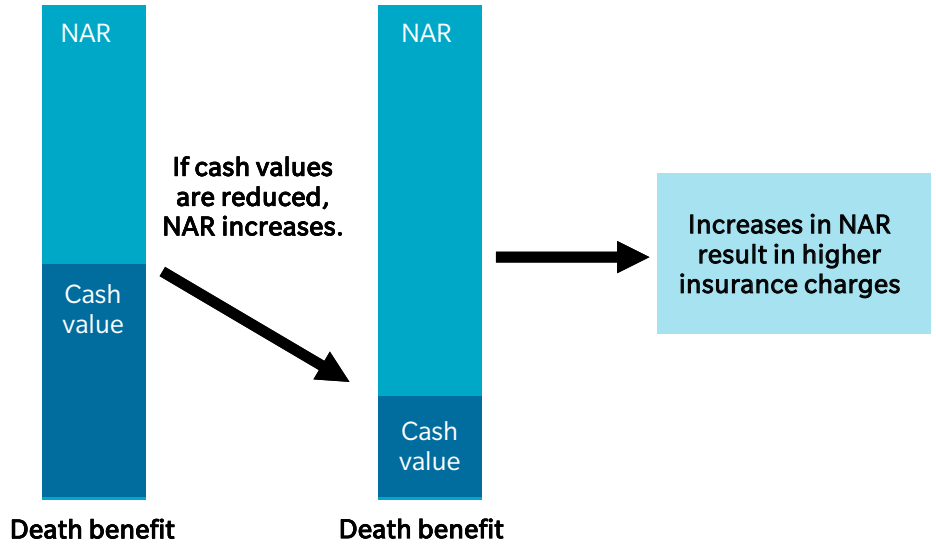 NAR
Cash
value
Death benefit
If cash values
are reduced,
NAR increases.
NAR
Cash
value
Death benefit
Increases in NAR
result in higher
insurance charges